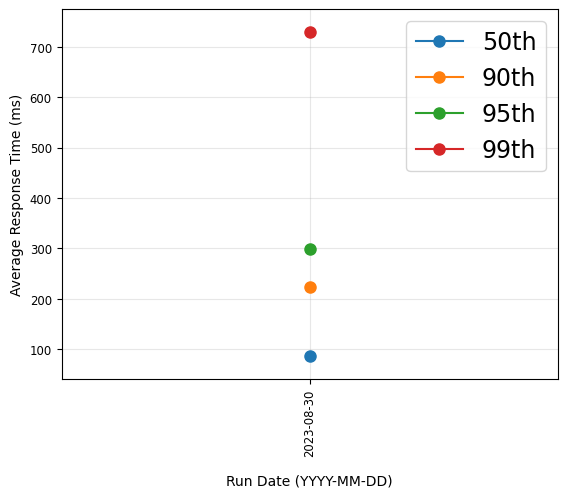 50th
90th
95th
99th
Average Response Time (ms)
700
600
500
400
300
200
100
2023-08-30
Run Date (YYYY-MM-DD)